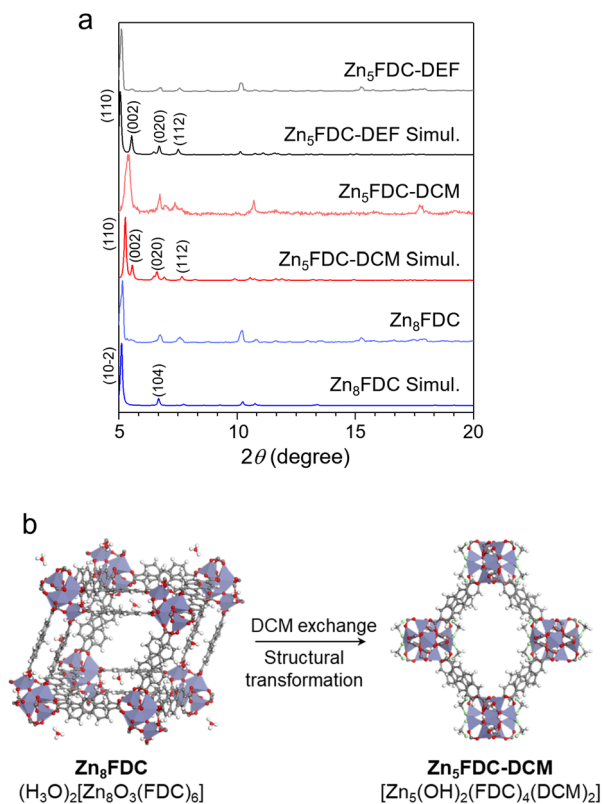 a
Zn₅FDC-DEF
(110)
(002)
(020)
(112)
Zn₅FDC-DEF Simul.
Zn₅FDC-DCM
(110)
(002)
(020)
(112)
Zn₅FDC-DCM Simul.
Zn₈FDC
(10-2)
(104)
Zn₈FDC Simul.
5 10 15 20
2θ (degree)
b
DCM exchange
Structural
transformation
Zn₈FDC Zn₅FDC-DCM
(H₃O)₂[Zn₈O₃(FDC)₆] [Zn₅(OH)₂(FDC)₄(DCM)₂]